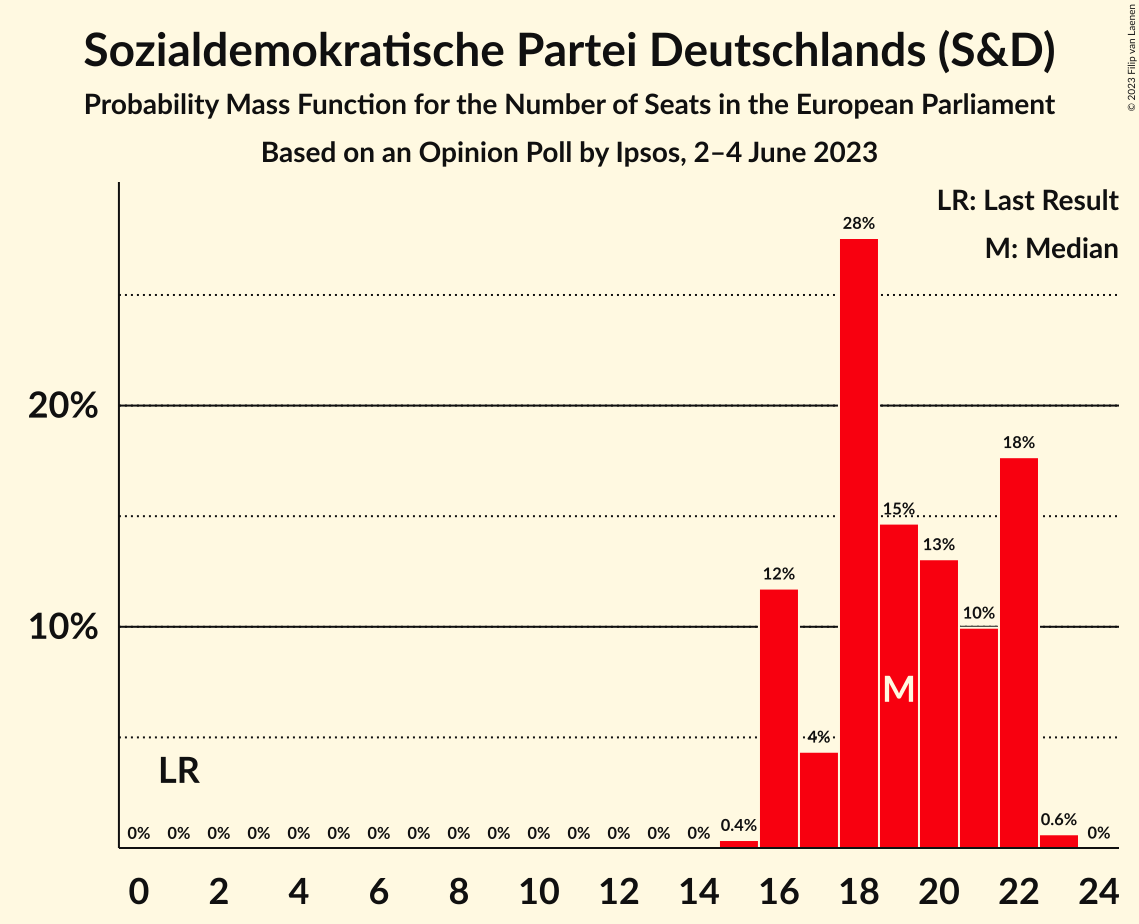 Sozialdemokratische Partei Deutschlands (S&D)
Probability Mass Function for the Number of Seats in the European Parliament
Based on an Opinion Poll by Ipsos, 2–4 June 2023
© 2023 Filip van Laenen
LR: Last Result
M: Median
28%
20%
18%
15%
13%
12%
10%
10%
M
4%
LR
0% 0% 0% 0% 0% 0% 0% 0% 0% 0% 0% 0% 0% 0% 0% 0.4% 0.6% 0%
0 2 4 6 8 10 12 14 16 18 20 22 24